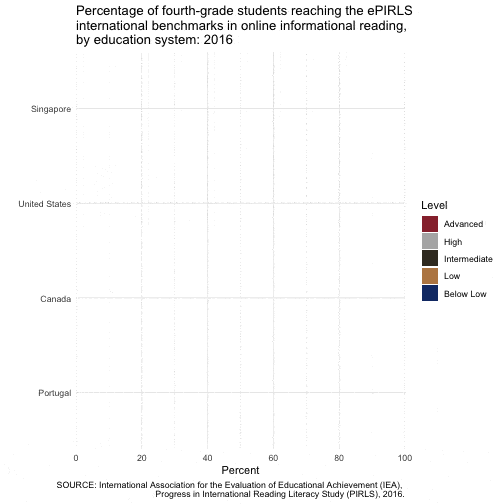 Percentage of fourth-grade students reaching the ePIRLS
international benchmarks in online informational reading,
by education system: 2016
Singapore
United States
Canada
Portugal
0 20 40 60 80 100
Percent
Level
Advanced
High
Intermediate
Low
Below Low
SOURCE: International Association for the Evaluation of Educational Achievement (IEA),
Progress in International Reading Literacy Study (PIRLS), 2016.